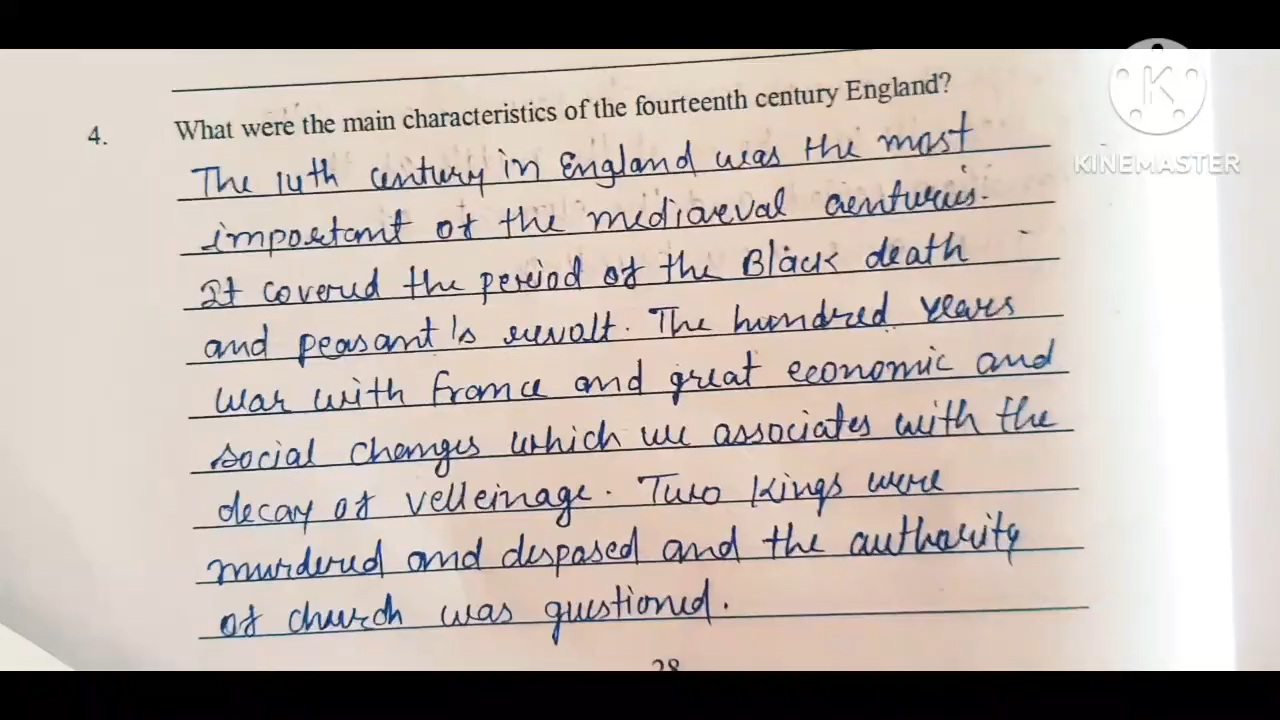 4. What were the main characteristics of the fourteenth century England?
The 14th century in England was the most
important of the mediaeval centuries.
It covered the period of the Black death
and peasant's revolt. The hundred years
war with france and great economic and
social changes which we associates with the
decay of velleinage. Two kings were
murdered and desposed and the authority
of church was questioned.
28
KINEMASTER